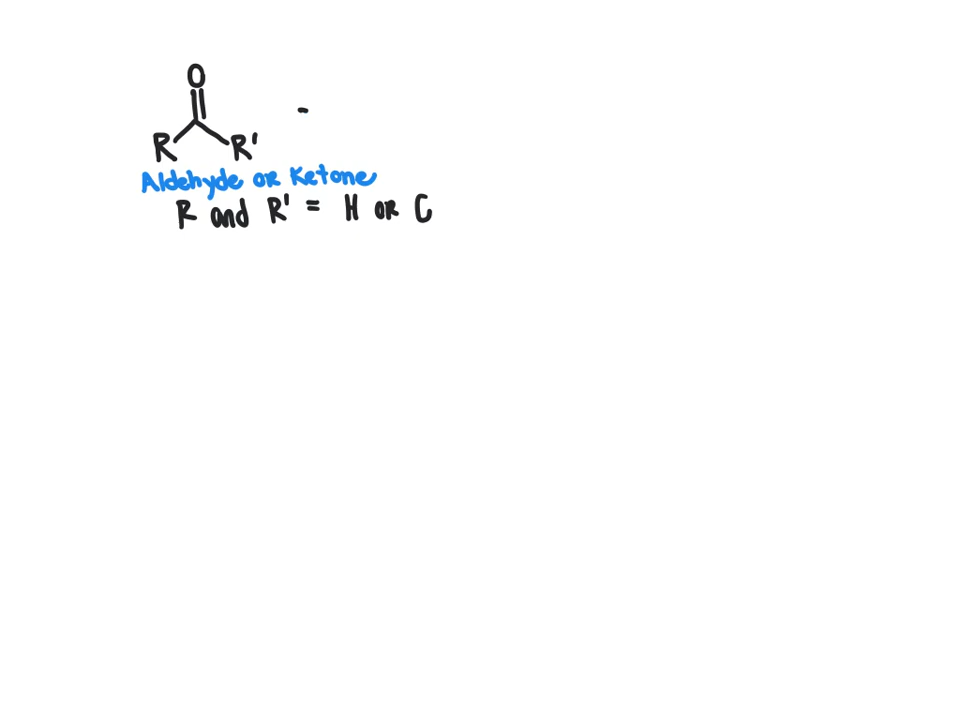 O
R R'
Aldehyde or Ketone
R and R' = H or C